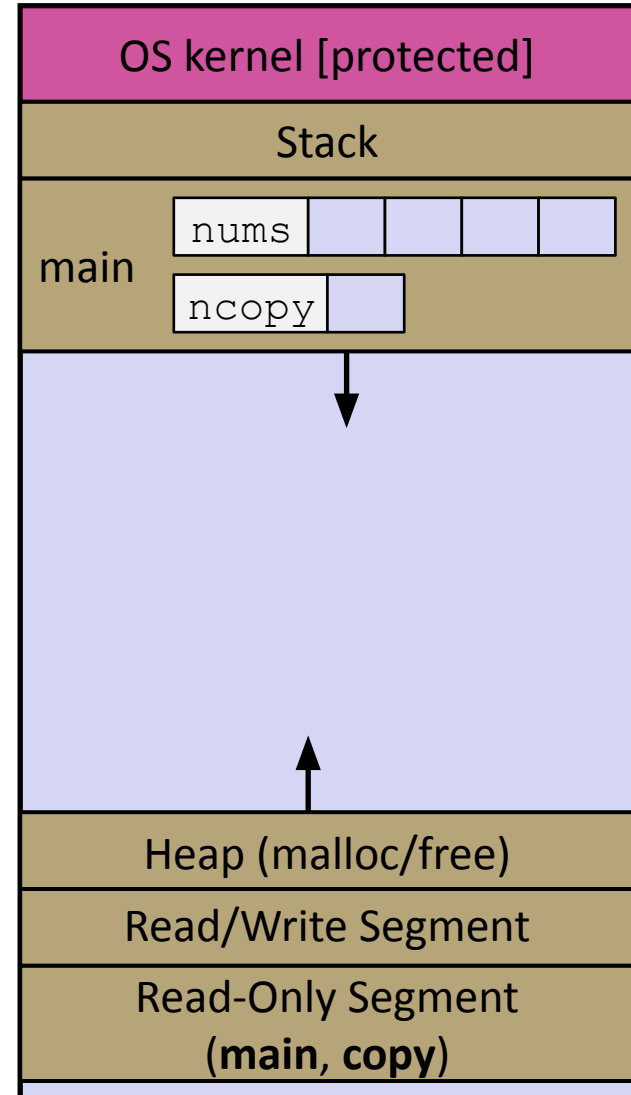 OS kernel [protected]
Stack
main
nums
ncopy
Heap (malloc/free)
Read/Write Segment
Read-Only Segment
(main, copy)